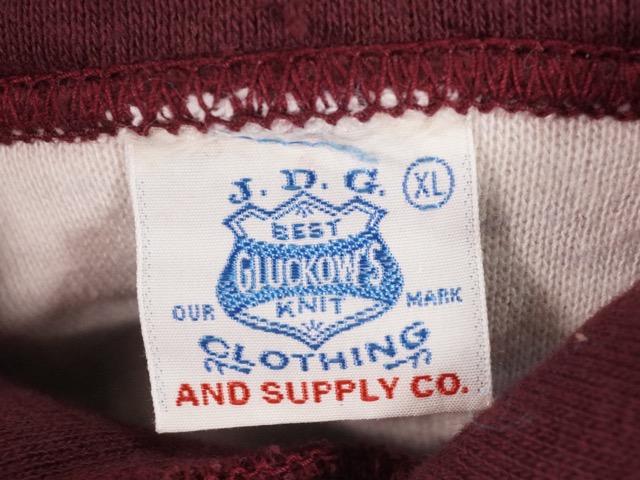 J. D. G. XL
BEST
GLUCKOW'S
KNIT
OUR MARK
CLOTHING
AND SUPPLY CO.